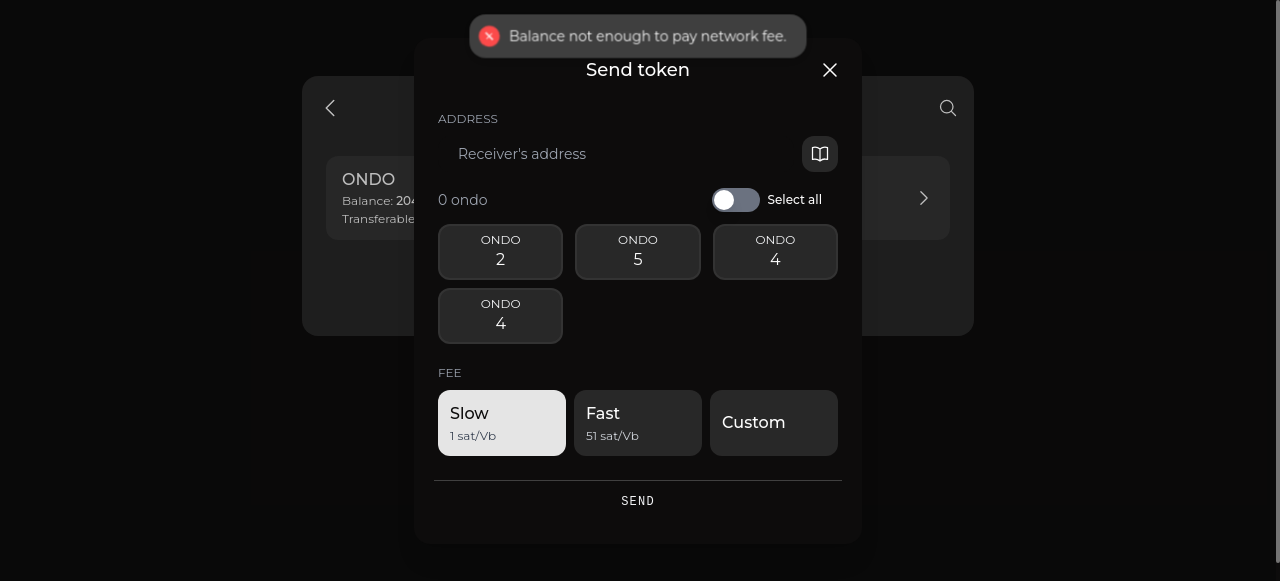 Balance not enough to pay network fee.
Send token
ADDRESS
Receiver's address
ONDO
Balance: 204
Transferable
0 ondo
Select all
ONDO
2
ONDO
5
ONDO
4
ONDO
4
FEE
Slow
1 sat/Vb
Fast
51 sat/Vb
Custom
SEND